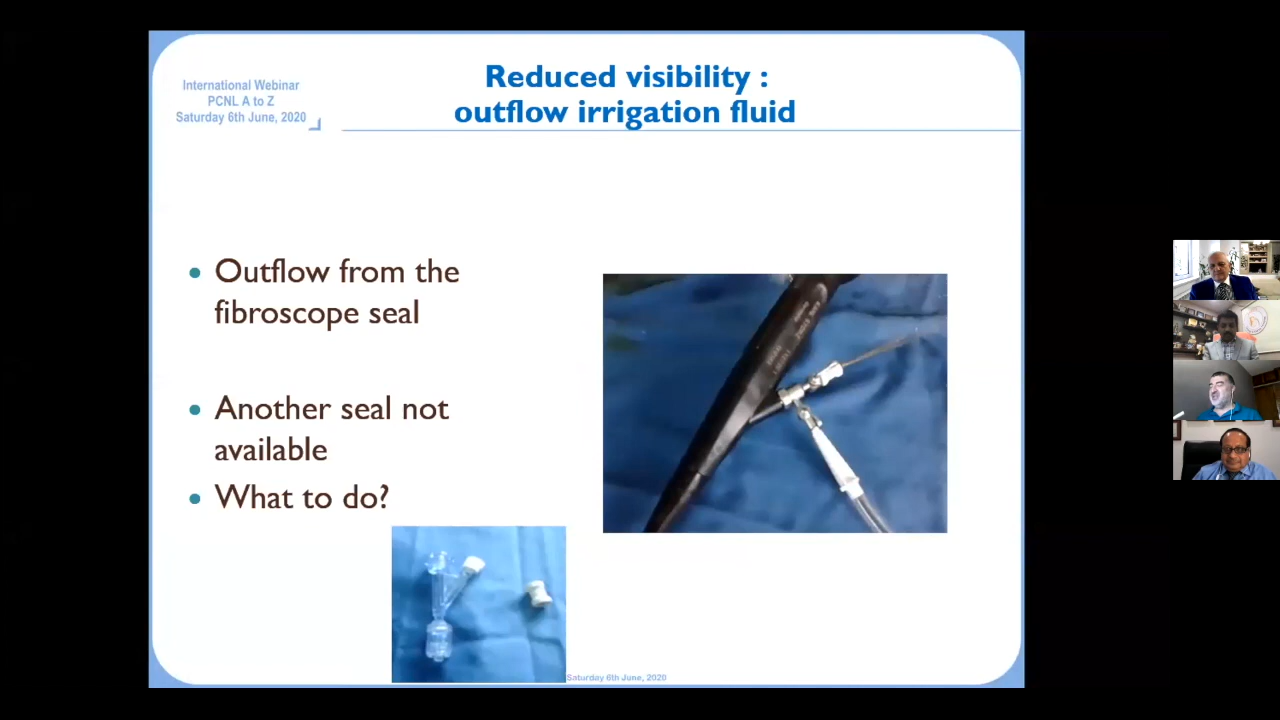 International Webinar
PCNL A to Z
Saturday 6th June, 2020
Reduced visibility :
outflow irrigation fluid
• Outflow from the
fibroscope seal
• Another seal not
available
• What to do?
Saturday 6th June, 2020